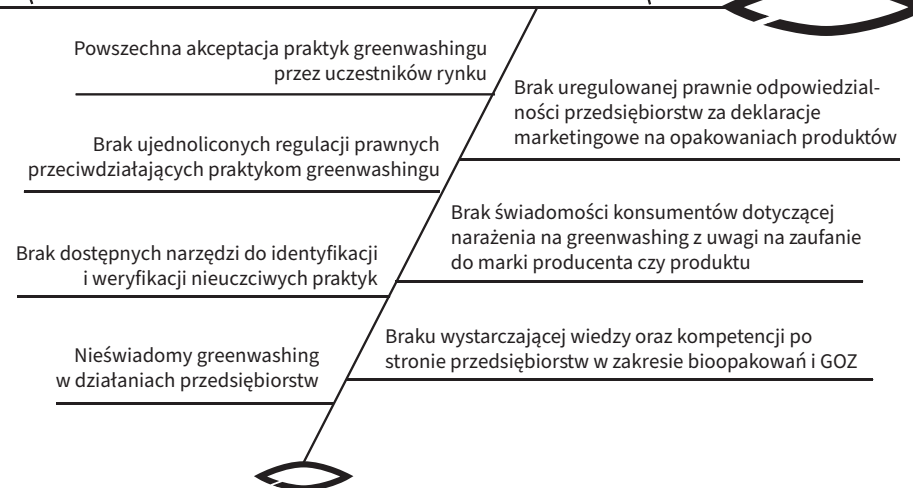 Powszechna akceptacja praktyk greenwashingu
przez uczestników rynku
Brak uregulowanej prawnie odpowiedzial-
ności przedsiębiorstw za deklaracje
marketingowe na opakowaniach produktów
Brak ujednoliconych regulacji prawnych
przeciwdziałających praktykom greenwashingu
Brak świadomości konsumentów dotyczącej
narażenia na greenwashing z uwagi na zaufanie
do marki producenta czy produktu
Brak dostępnych narzędzi do identyfikacji
i weryfikacji nieuczciwych praktyk
Braku wystarczającej wiedzy oraz kompetencji po
stronie przedsiębiorstw w zakresie bioopakowań i GOZ
Nieświadomy greenwashing
w działaniach przedsiębiorstw